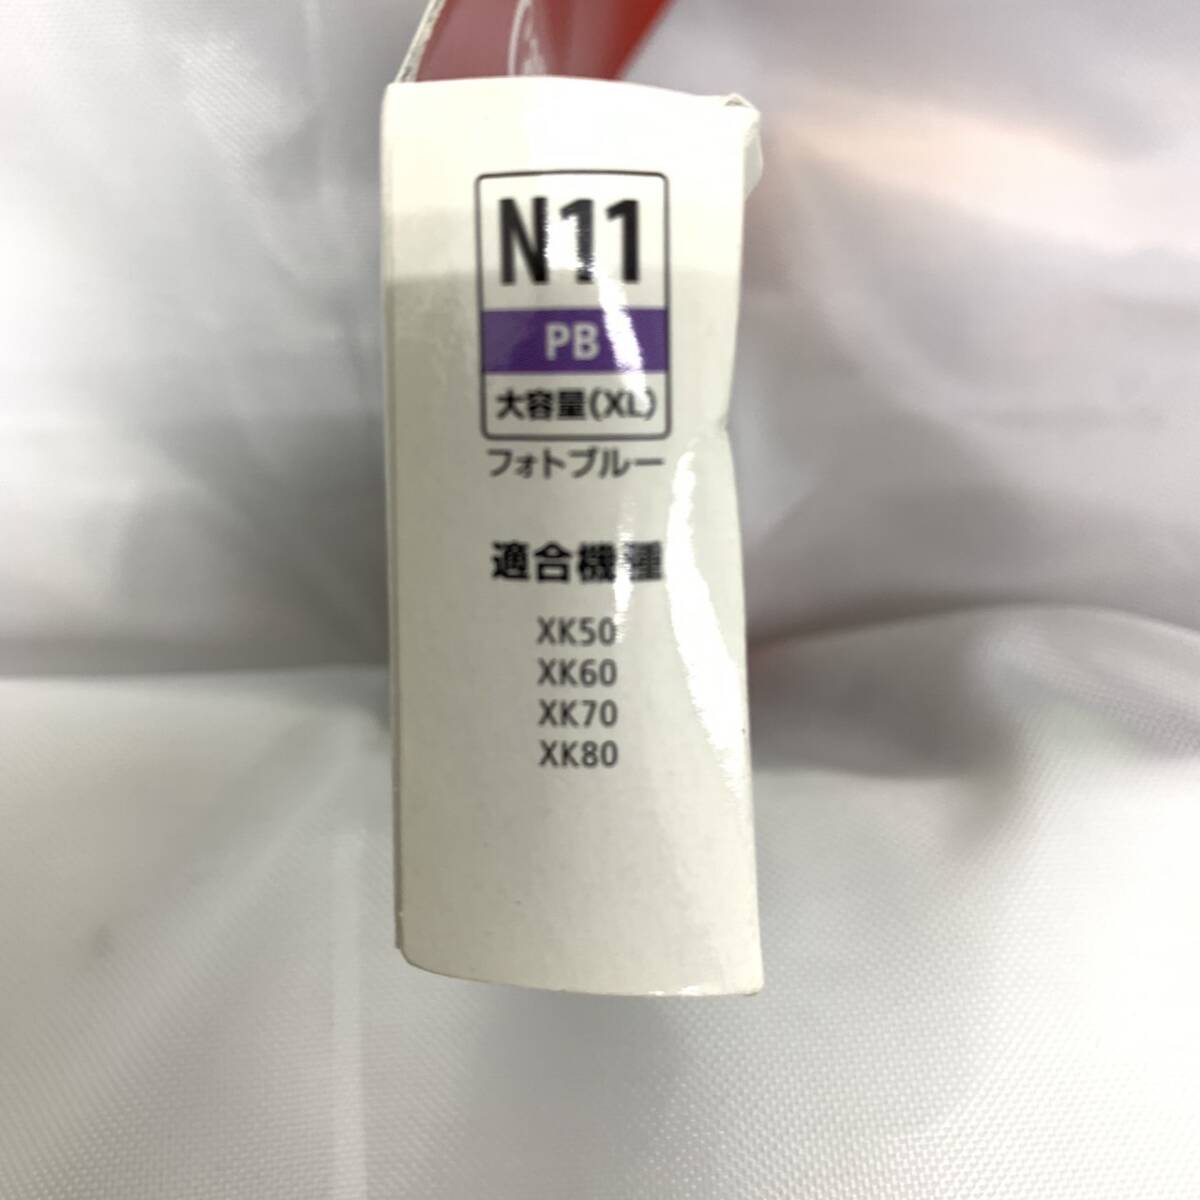 N11
PB
大容量(XL)
フォトブルー
適合機種
XK50
XK60
XK70
XK80